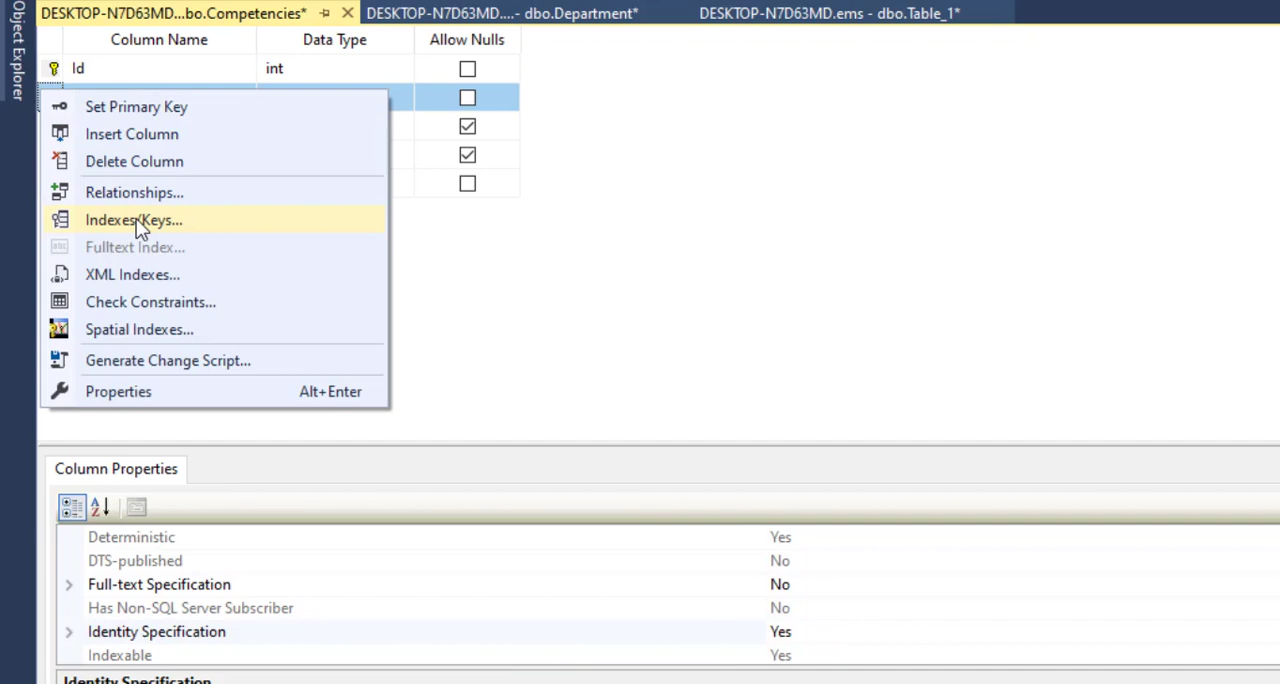 Object Explorer
DESKTOP-N7D63MD...bo.Competencies* DESKTOP-N7D63MD....- dbo.Department* DESKTOP-N7D63MD.ems - dbo.Table_1*
Column Name Data Type Allow Nulls
Id int
Set Primary Key
Insert Column
Delete Column
Relationships...
Indexes/Keys...
Fulltext Index...
XML Indexes...
Check Constraints...
Spatial Indexes...
Generate Change Script...
Properties Alt+Enter
Column Properties
Deterministic Yes
DTS-published No
Full-text Specification No
Has Non-SQL Server Subscriber No
Identity Specification Yes
Indexable Yes
Identity Specification